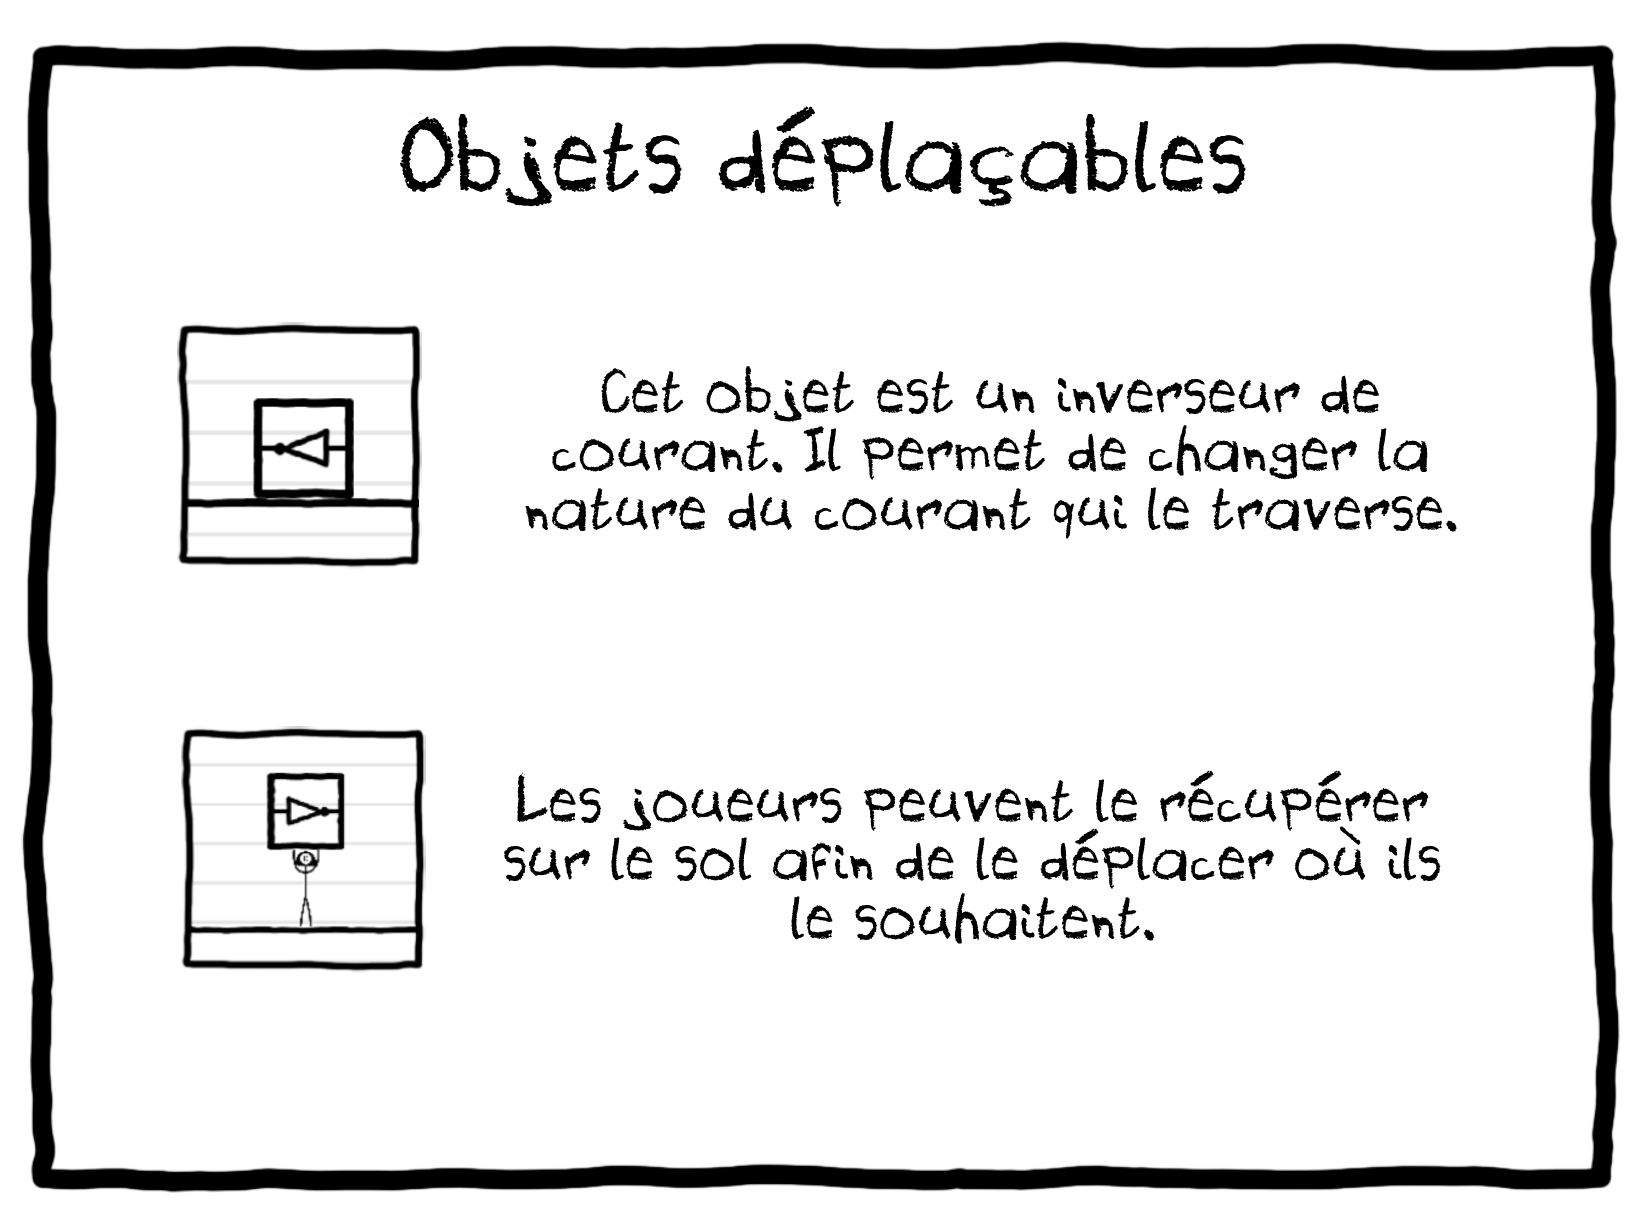 Objets déplaçables
Cet objet est un inverseur de
courant. Il permet de changer la
nature du courant qui le traverse.
Les joueurs peuvent le récupérer
sur le sol afin de le déplacer où ils
le souhaitent.